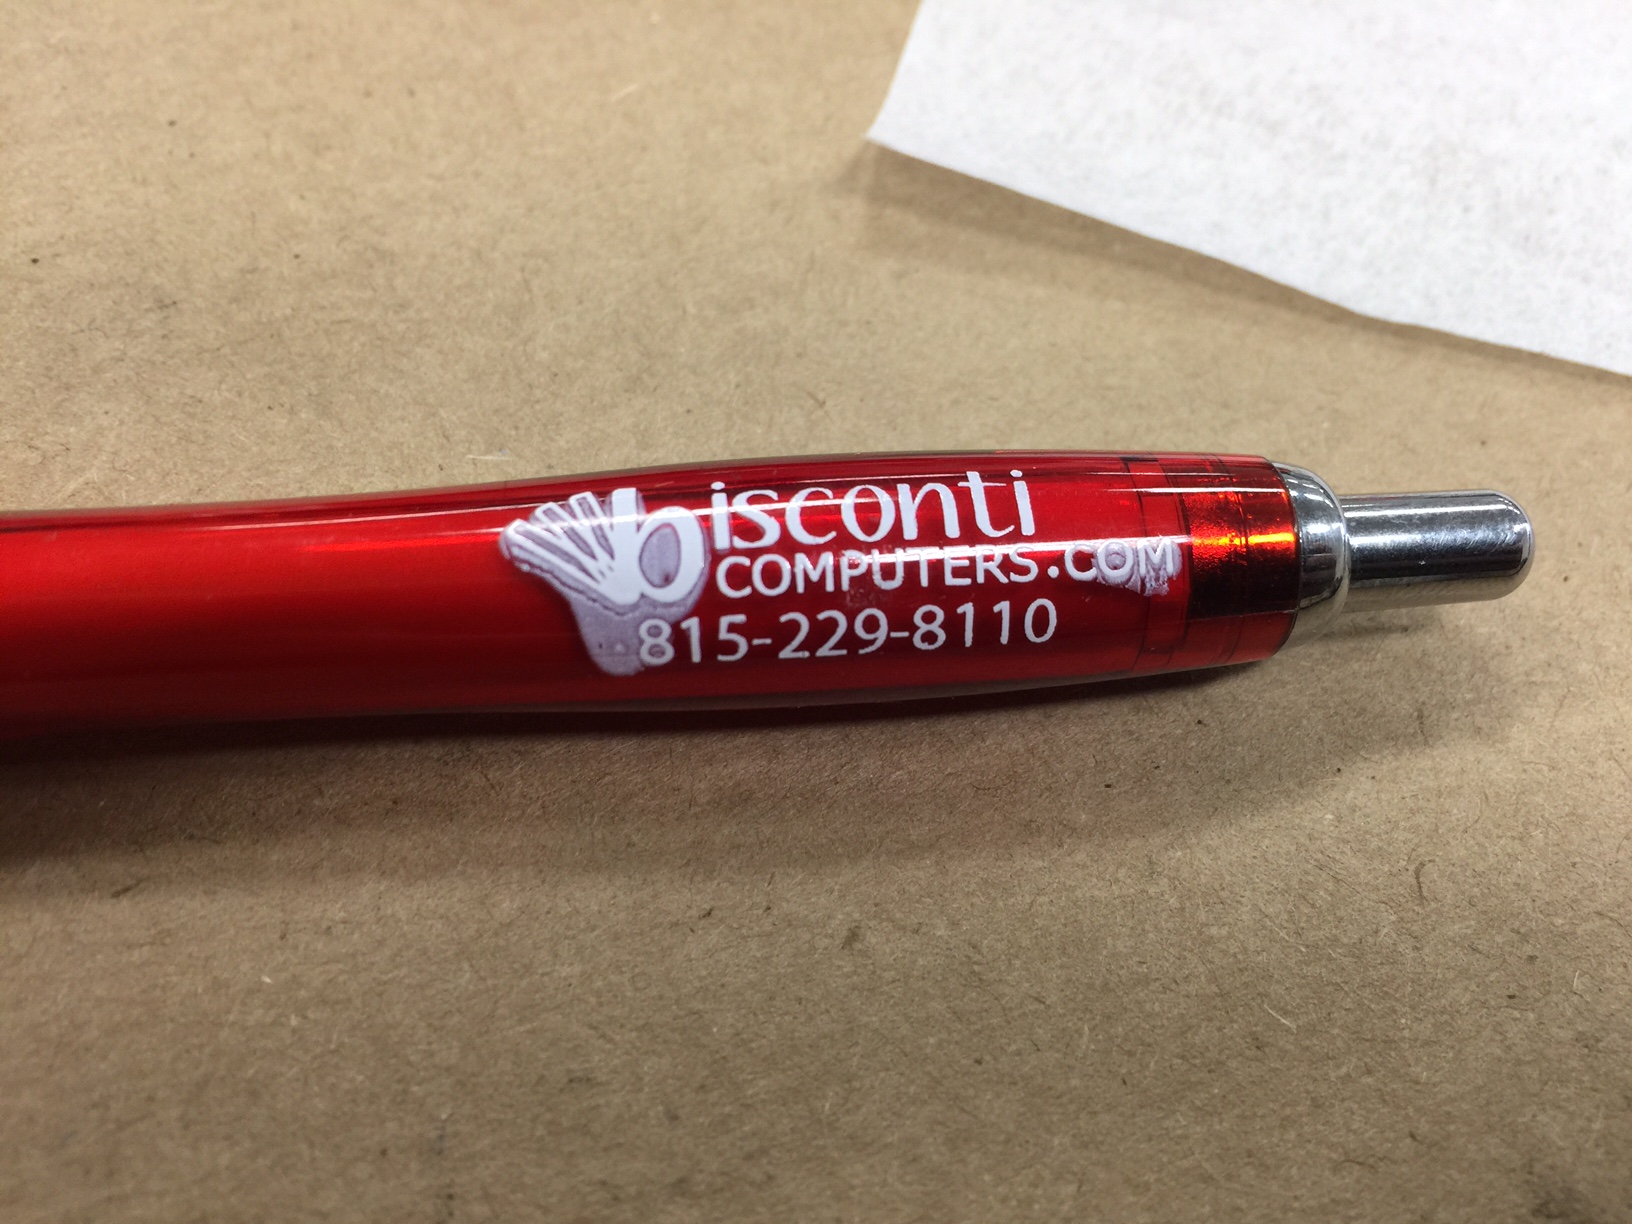 bisconti
COMPUTERS.COM
815-229-8110